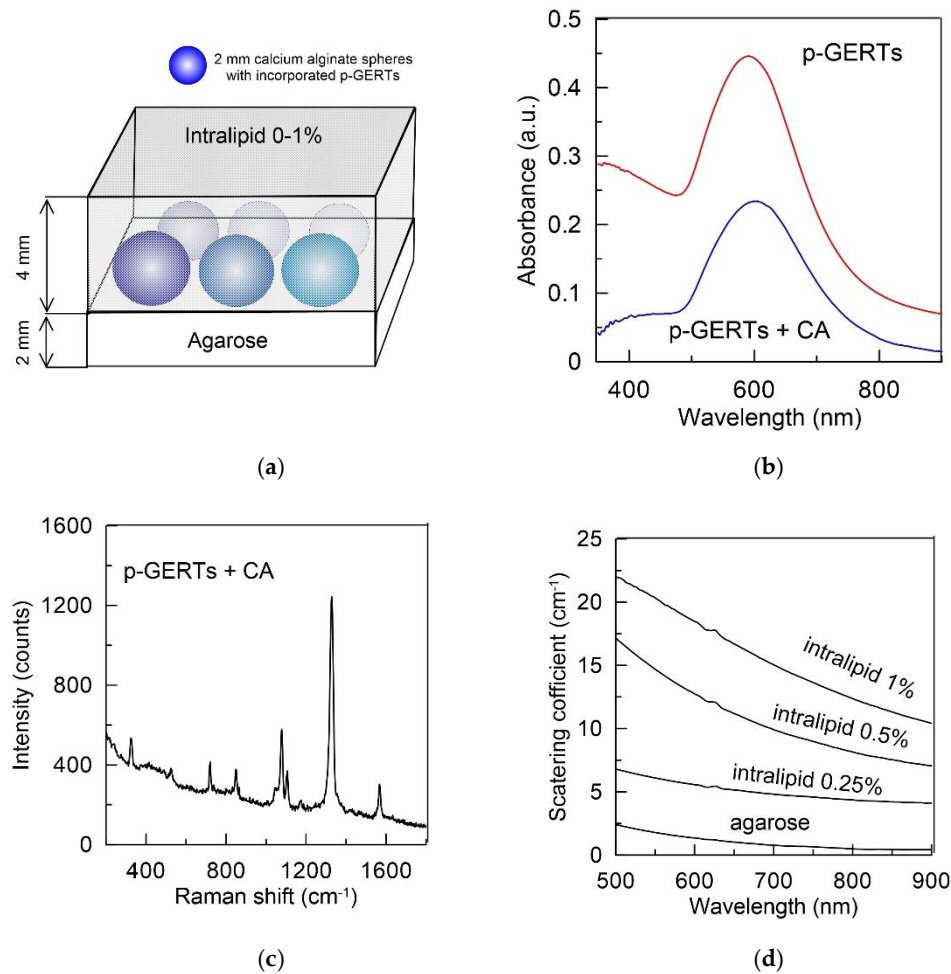 2 mm calcium alginate spheres
with incorporated p-GERTs
Intralipid 0-1%
4 mm
2 mm
Agarose
(a)
p-GERTs
p-GERTs + CA
Absorbance (a.u.)
0.5
0.4
0.3
0.2
0.1
0
400 600 800
Wavelength (nm)
(b)
p-GERTs + CA
Intensity (counts)
1600
1200
800
400
0
400 800 1200 1600
Raman shift (cm⁻¹)
(c)
Scatering cofficient (cm⁻¹)
25
20
15
10
5
0
intralipid 1%
intralipid 0.5%
intralipid 0.25%
agarose
500 600 700 800 900
Wavelength (nm)
(d)